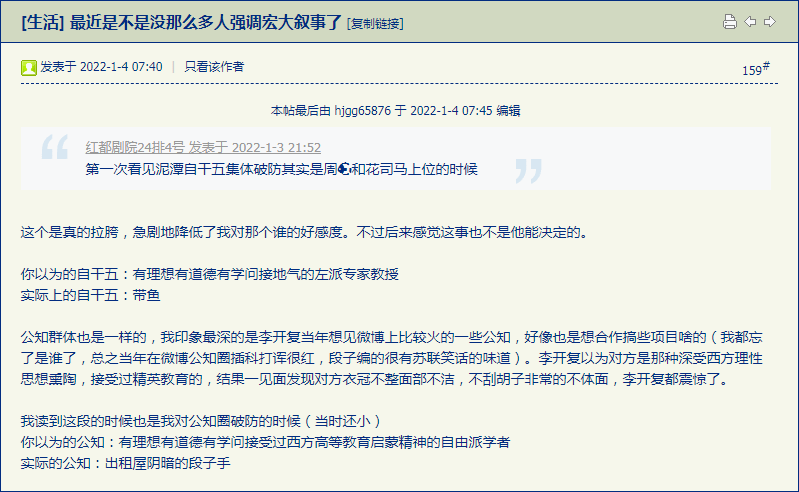 [生活] 最近是不是没那么多人强调宏大叙事了 [复制链接]
发表于 2022-1-4 07:40 | 只看该作者
159#
本帖最后由 hjgg65876 于 2022-1-4 07:45 编辑
红都剧院24排4号 发表于 2022-1-3 21:52
第一次看见泥潭自干五集体破防其实是周�和花司马上位的时候
这个是真的拉胯，急剧地降低了我对那个谁的好感度。不过后来感觉这事也不是他能决定的。
你以为的自干五：有理想有道德有学问接地气的左派专家教授
实际上的自干五：带鱼
公知群体也是一样的，我印象最深的是李开复当年想见微博上比较火的一些公知，好像也是想合作搞些项目啥的（我都忘
了是谁了，总之当年在微博公知圈插科打诨很红，段子编的很有苏联笑话的味道）。李开复以为对方是那种深受西方理性
思想熏陶，接受过精英教育的，结果一见面发现对方衣冠不整面部不洁，不刮胡子非常的不体面，李开复都震惊了。
我读到这段的时候也是我对公知圈破防的时候（当时还小）
你以为的公知：有理想有道德有学问接受过西方高等教育启蒙精神的自由派学者
实际的公知：出租屋阴暗的段子手